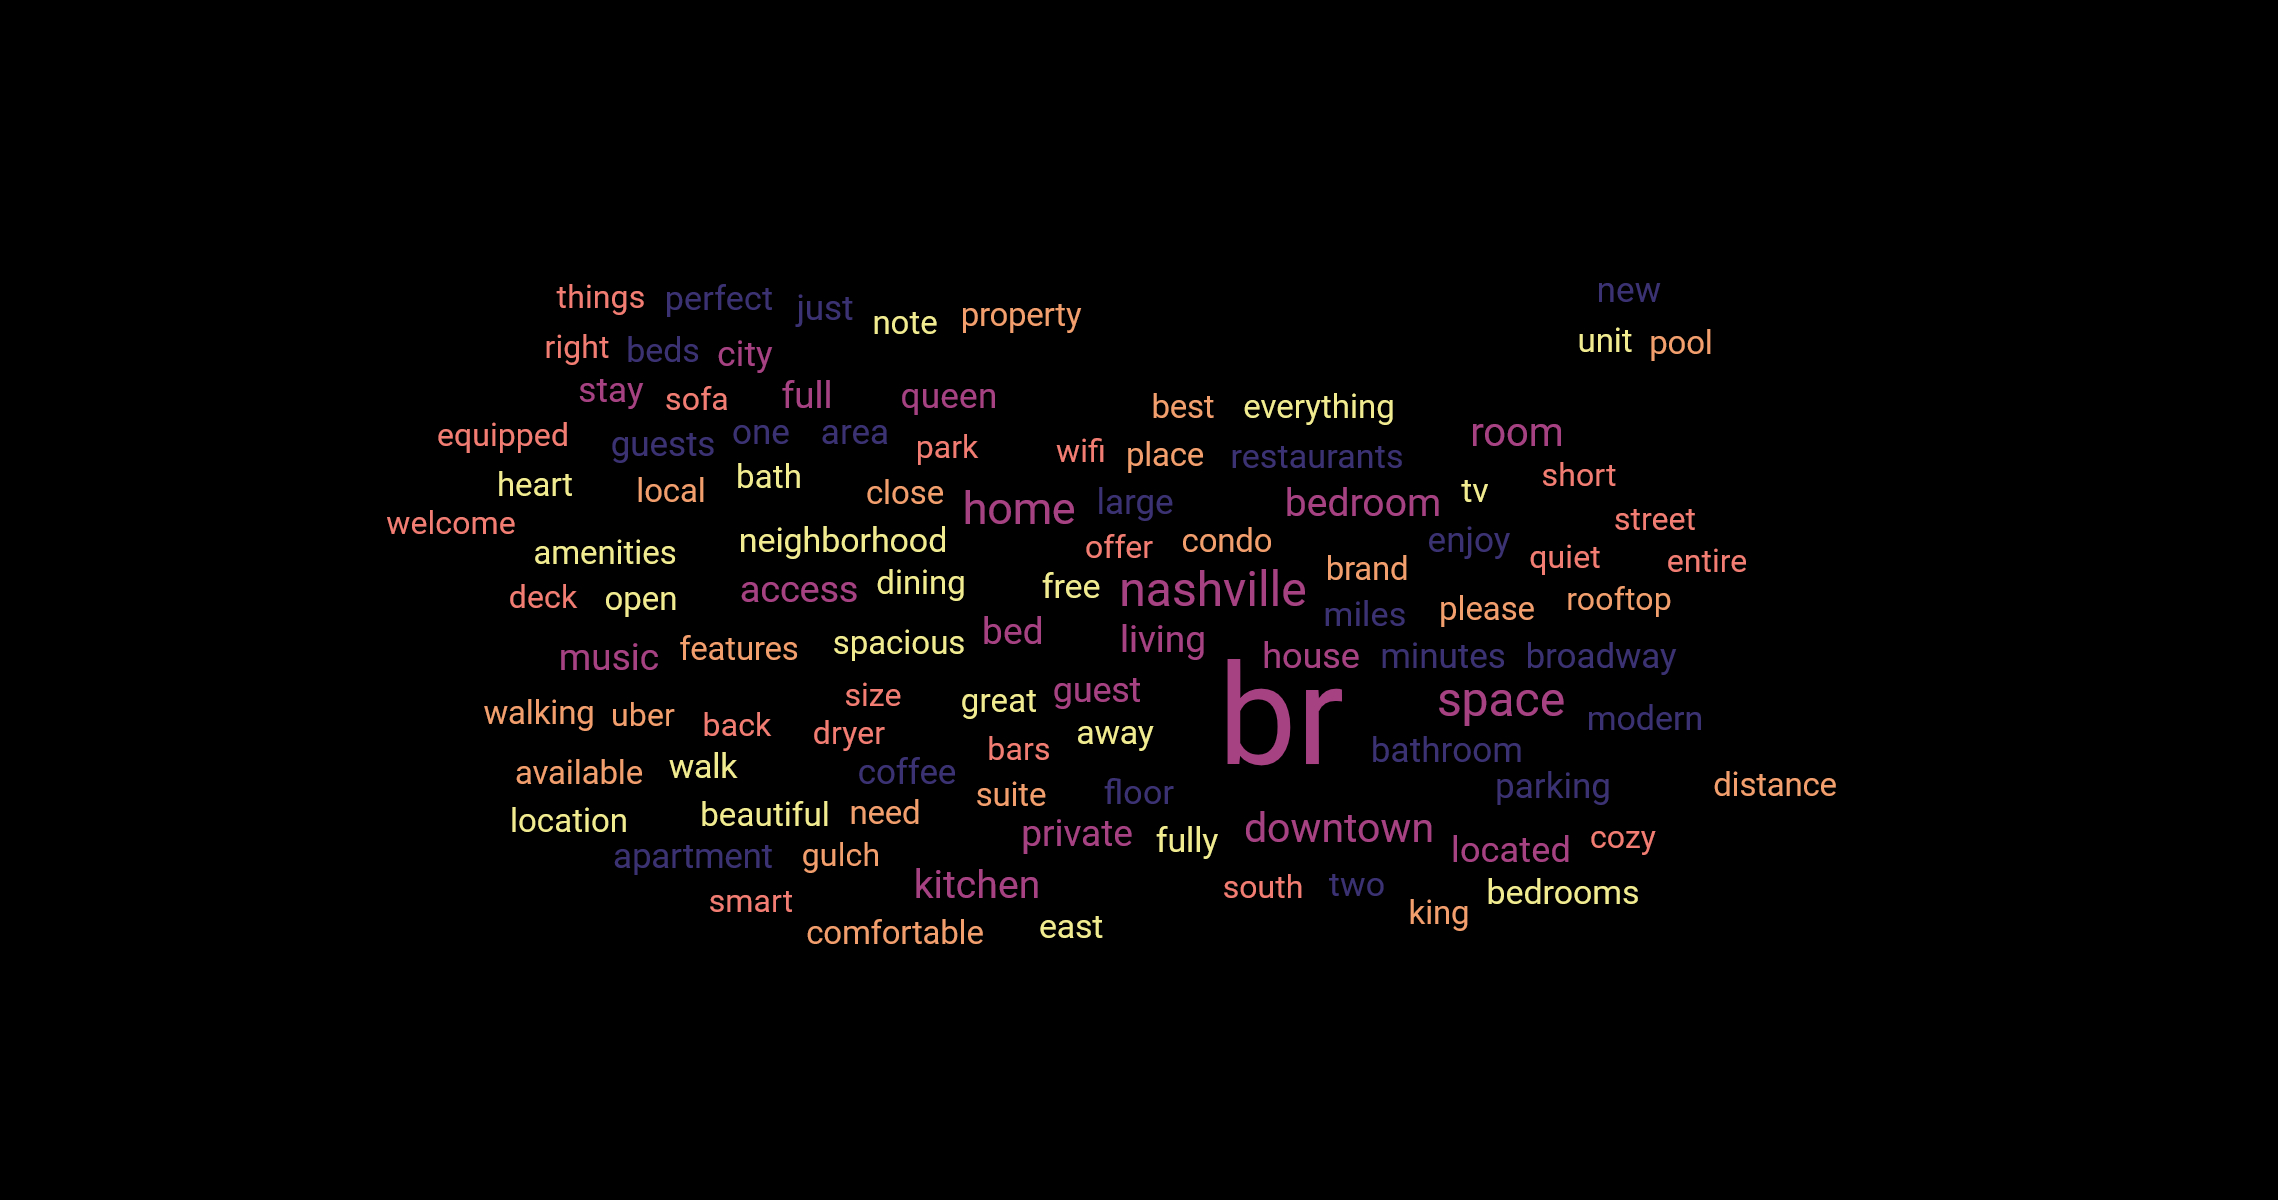 things perfect just note property new
right beds city unit pool
stay sofa full queen best everything
equipped guests one area park wifi place restaurants room
heart local bath close home large bedroom tv short
welcome amenities neighborhood offer condo enjoy quiet street entire
deck open access dining free nashville brand miles please rooftop
music features spacious bed living house minutes broadway
walking uber back size dryer great guest bars away br space modern
available walk coffee suite floor bathroom parking distance
location beautiful need private fully downtown located cozy
apartment gulch kitchen south two king bedrooms
smart comfortable east